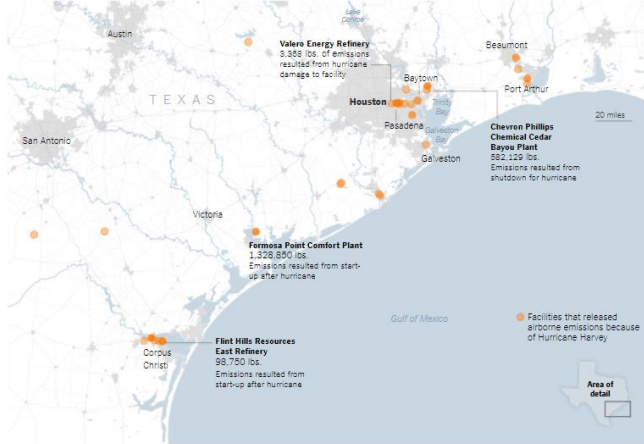 Lake
Conroe
Austin
Valero Energy Refinery
3,358 lbs. of emissions
resulted from hurricane
damage to facility
Beaumont
Baytown
TEXAS
Houston
Trinity
Bay
Port Arthur
Pasadena
20 miles
Galveston
Bay
Chevron Phillips
Chemical Cedar
Bayou Plant
582,129 lbs.
Emissions resulted from
shutdown for hurricane
San Antonio
Galveston
Victoria
Formosa Point Comfort Plant
1,328,850 lbs.
Emissions resulted from start-
up after hurricane
Gulf of Mexico
Facilities that released
airborne emissions because
of Hurricane Harvey
Flint Hills Resources
East Refinery
98,750 lbs.
Emissions resulted from
start-up after hurricane
Corpus
Christi
Area of
detail